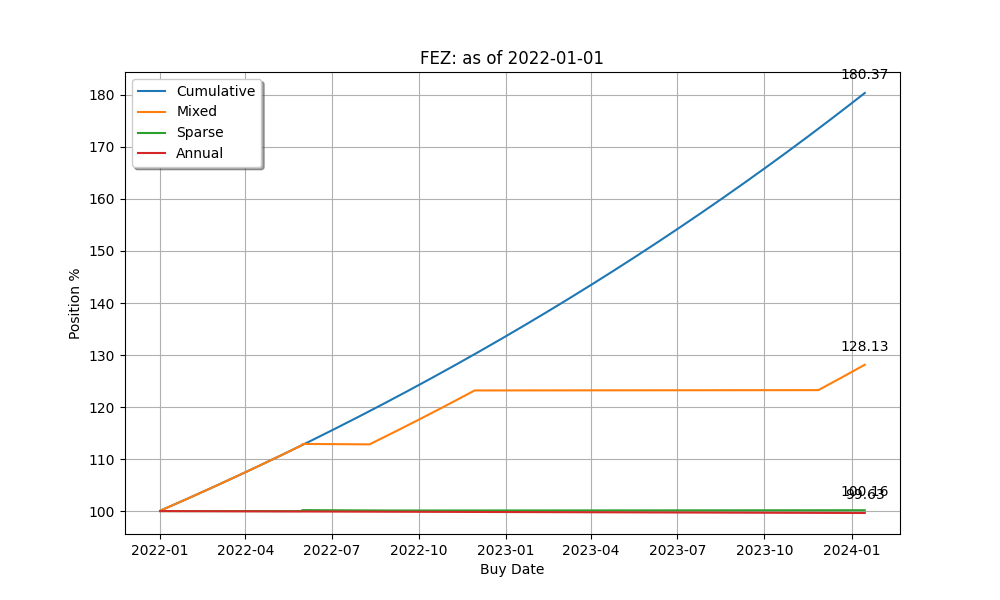 FEZ: as of 2022-01-01
180.37
Cumulative
Mixed
Sparse
Annual
180
170
160
150
140
130
120
110
100
Position %
128.13
100.16
99.63
2022-01 2022-04 2022-07 2022-10 2023-01 2023-04 2023-07 2023-10 2024-01
Buy Date